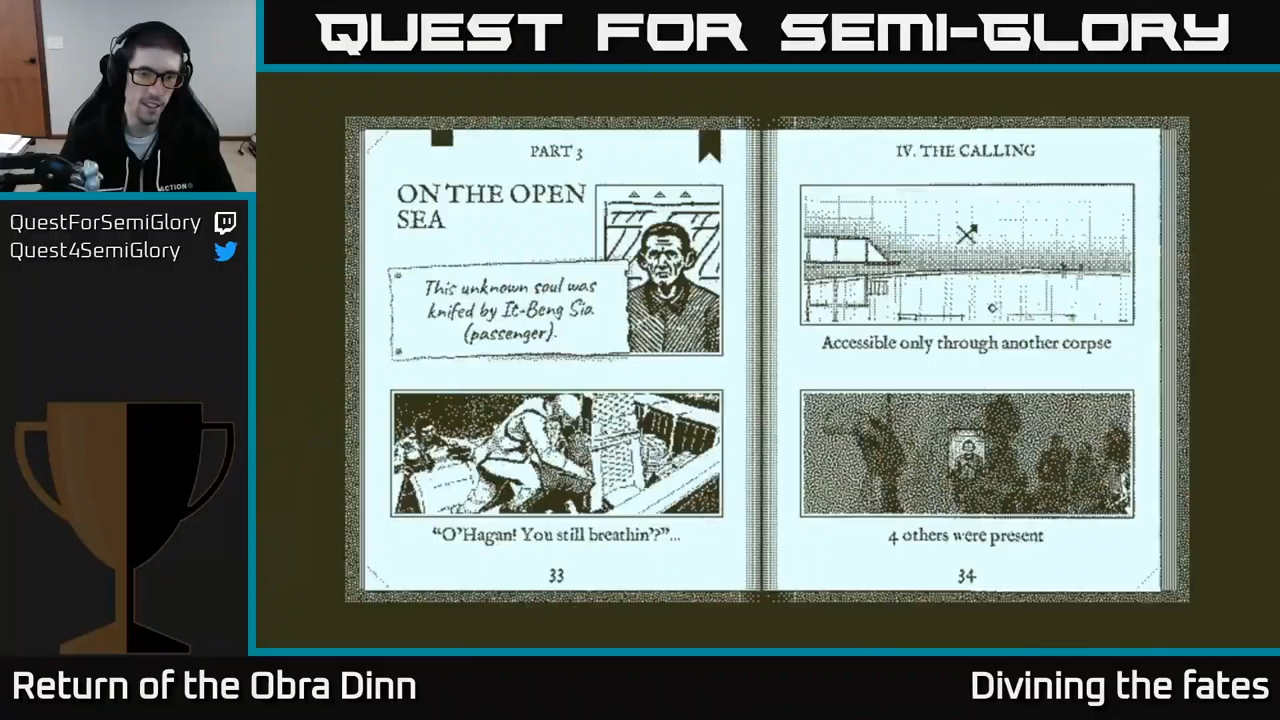 QUEST FOR SEMI-GLORY
ACTION
QuestForSemiGlory
Quest4SemiGlory
PART 3
ON THE OPEN
SEA
This unknown soul was
knifed by It-Beng Sia
(passenger).
"O'Hagan! You still breathin'?"...
33
IV. THE CALLING
Accessible only through another corpse
4 others were present
34
Return of the Obra Dinn
Divining the fates